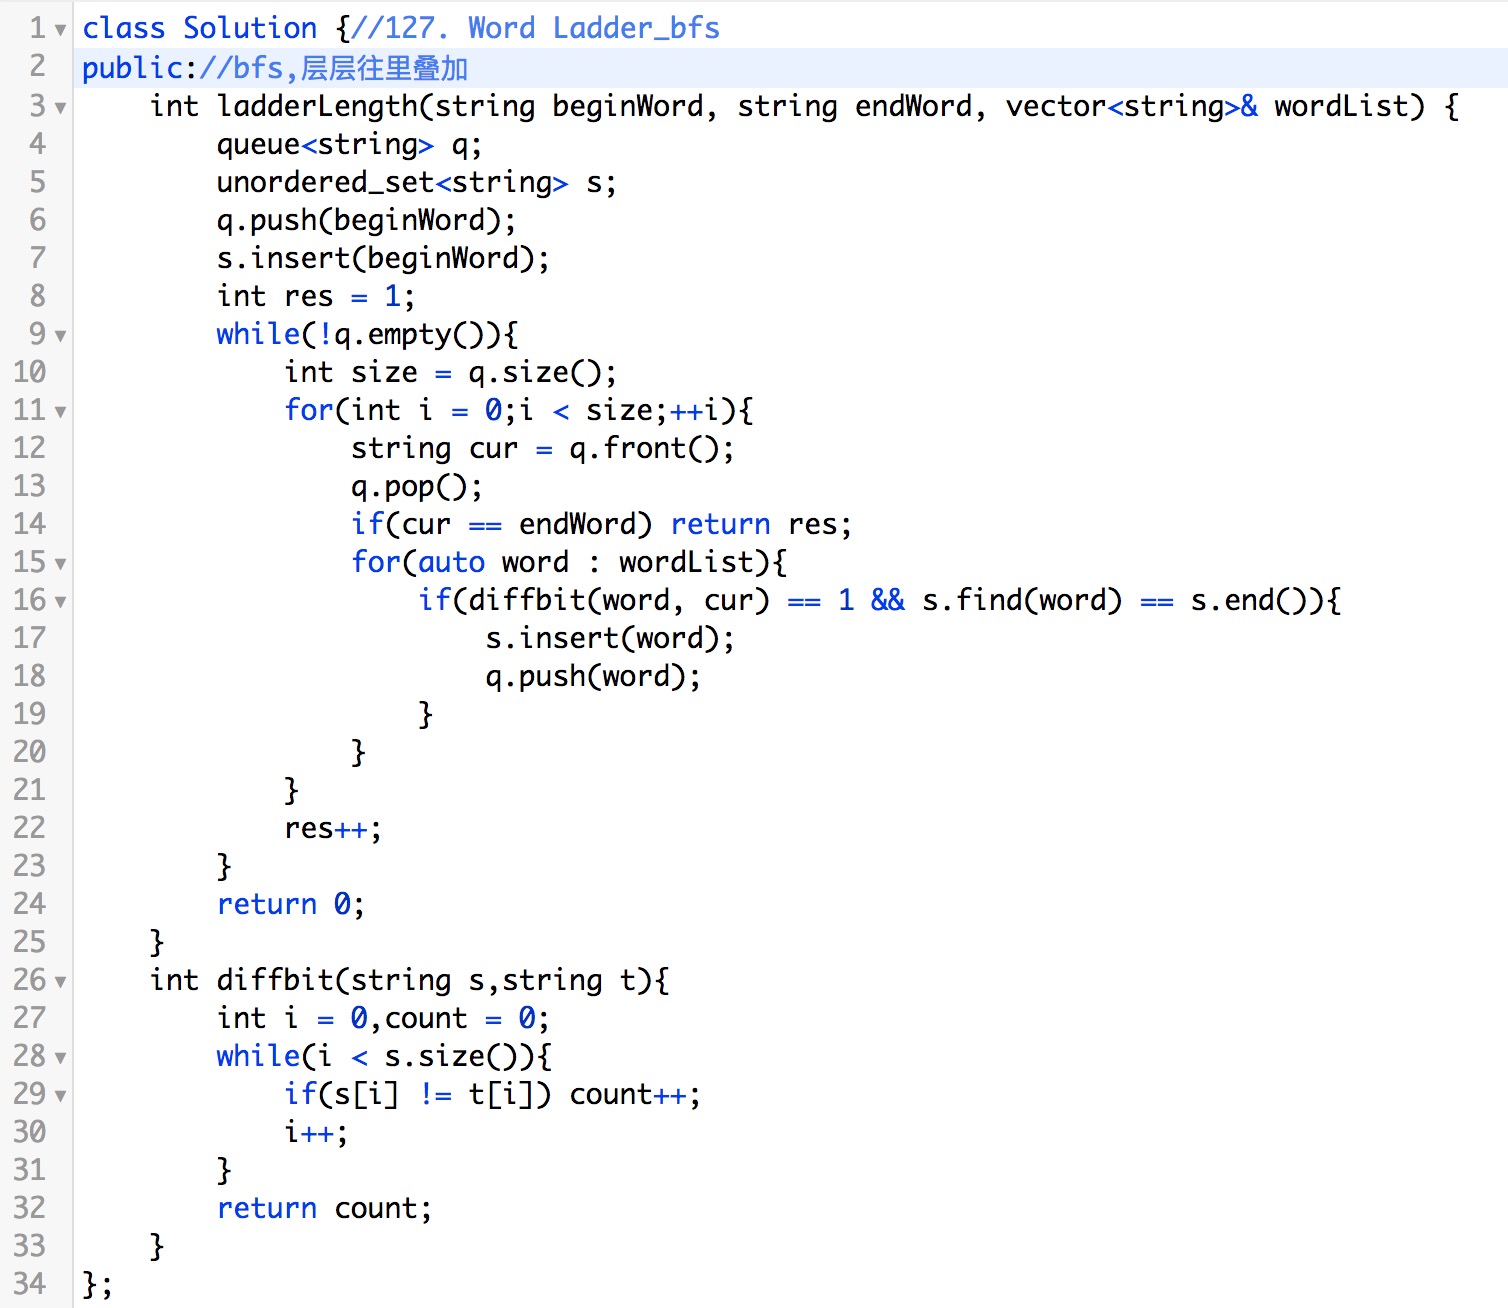 1 class Solution {//127. Word Ladder_bfs
2 public://bfs,层层往里叠加
3     int ladderLength(string beginWord, string endWord, vector<string>& wordList) {
4         queue<string> q;
5         unordered_set<string> s;
6         q.push(beginWord);
7         s.insert(beginWord);
8         int res = 1;
9         while(!q.empty()){
10             int size = q.size();
11             for(int i = 0;i < size;++i){
12                 string cur = q.front();
13                 q.pop();
14                 if(cur == endWord) return res;
15                 for(auto word : wordList){
16                     if(diffbit(word, cur) == 1 && s.find(word) == s.end()){
17                         s.insert(word);
18                         q.push(word);
19                     }
20                 }
21             }
22             res++;
23         }
24         return 0;
25     }
26     int diffbit(string s,string t){
27         int i = 0,count = 0;
28         while(i < s.size()){
29             if(s[i] != t[i]) count++;
30             i++;
31         }
32         return count;
33     }
34 };